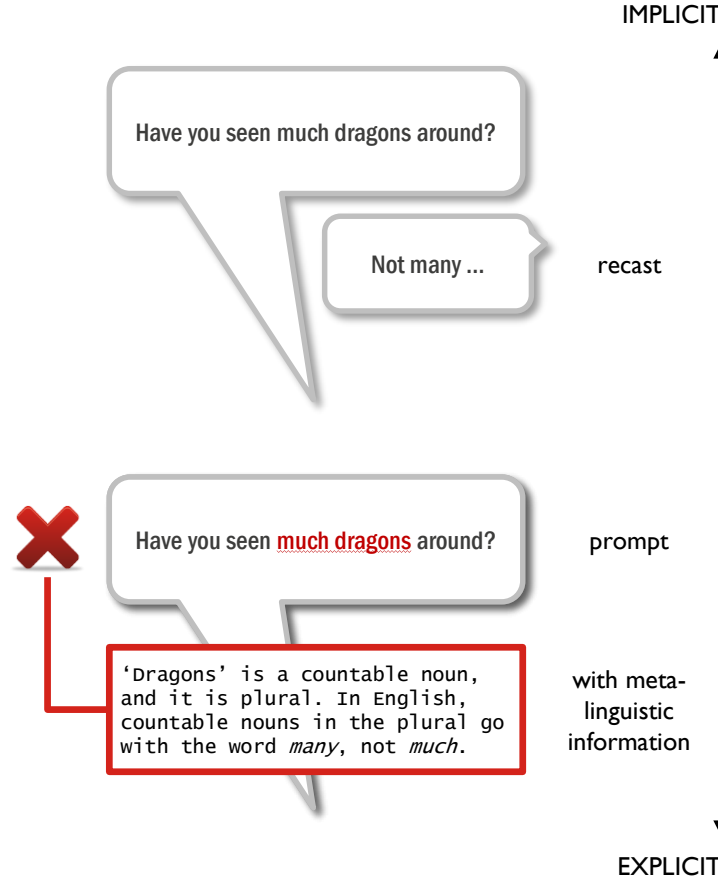 IMPLICIT
Have you seen much dragons around?
Not many ...
recast
Have you seen much dragons around?
prompt
‘Dragons’ is a countable noun,
and it is plural. In English,
countable nouns in the plural go
with the word many, not much.
with meta-
linguistic
information
EXPLICIT